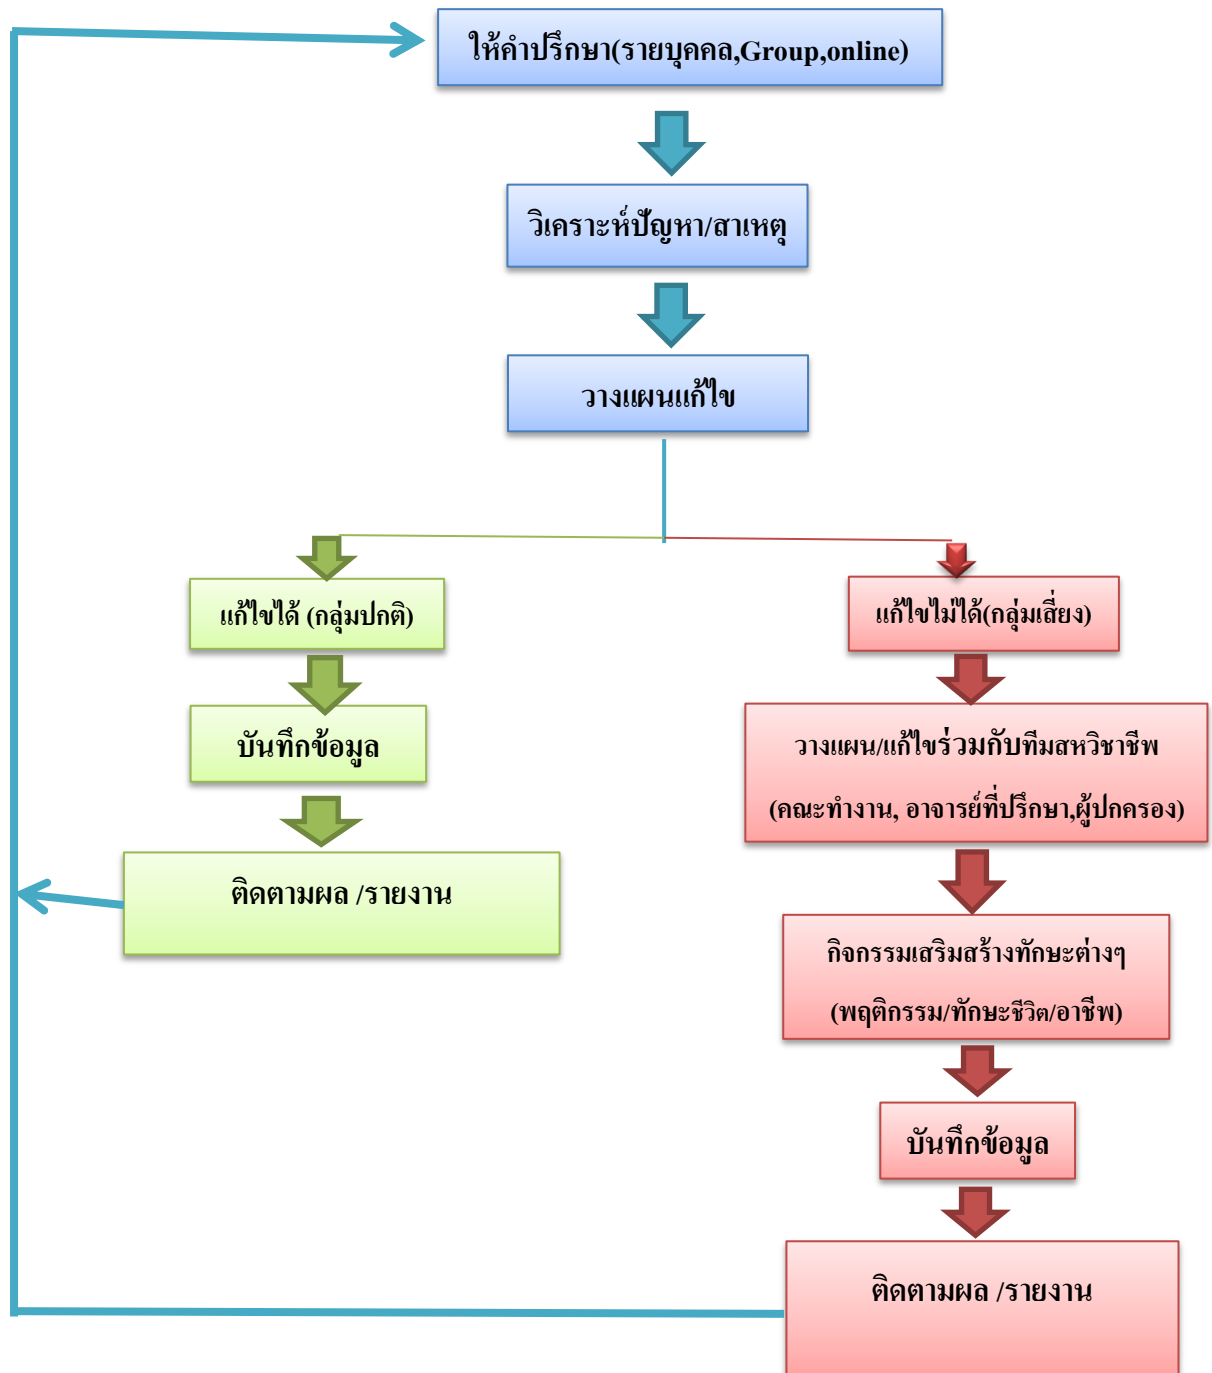 ให้คำปรึกษา(รายบุคคล,Group,online)
วิเคราะห์ปัญหา/สาเหตุ
วางแผนแก้ไข
แก้ไขได้ (กลุ่มปกติ)
บันทึกข้อมูล
ติดตามผล /รายงาน
แก้ไขไม่ได้(กลุ่มเสี่ยง)
วางแผน/แก้ไขร่วมกับทีมสหวิชาชีพ
(คณะทำงาน, อาจารย์ที่ปรึกษา,ผู้ปกครอง)
กิจกรรมเสริมสร้างทักษะต่างๆ
(พฤติกรรม/ทักษะชีวิต/อาชีพ)
บันทึกข้อมูล
ติดตามผล /รายงาน